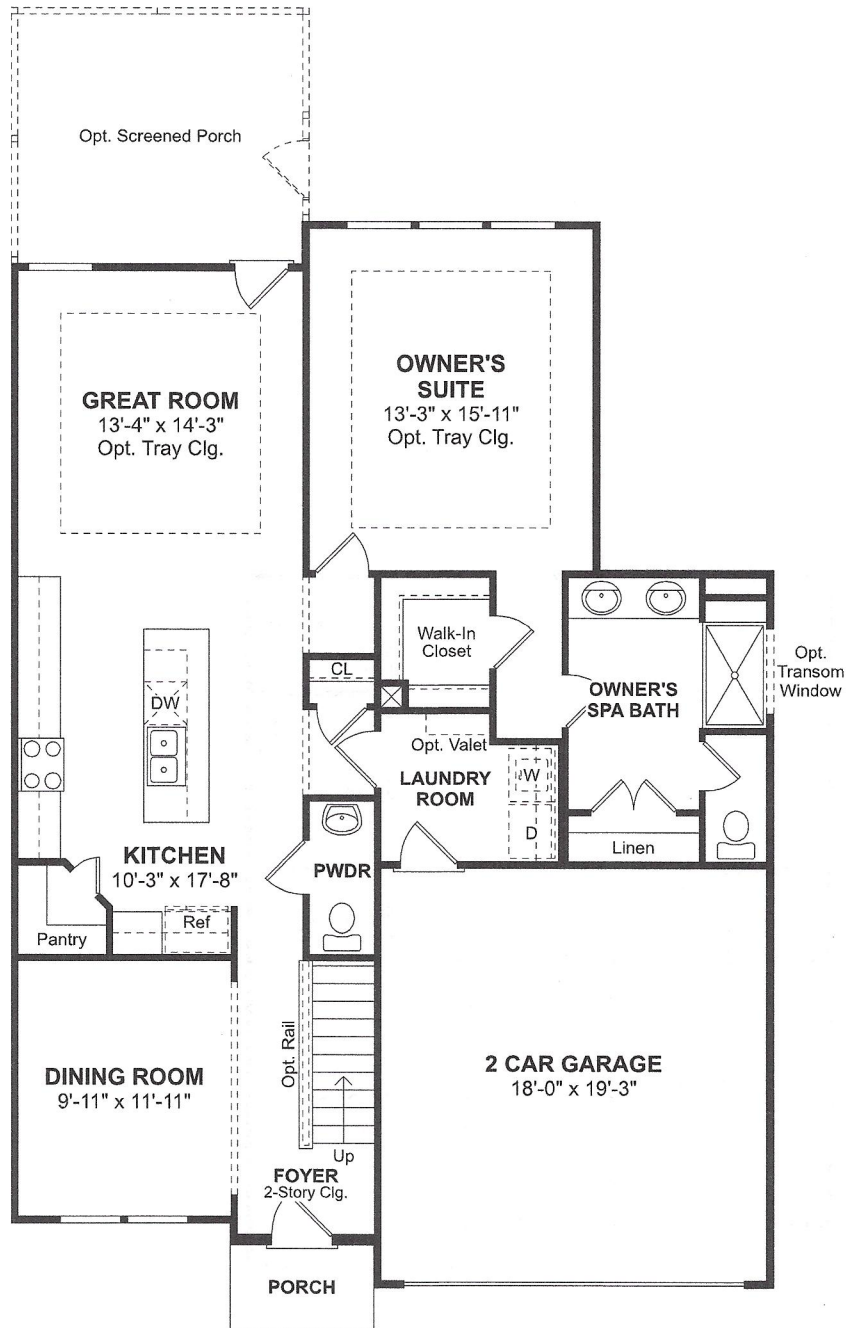 Opt. Screened Porch
GREAT ROOM
13'-4" x 14'-3"
Opt. Tray Clg.
OWNER'S
SUITE
13'-3" x 15'-11"
Opt. Tray Clg.
Walk-In
Closet
CL
OWNER'S
SPA BATH
Opt.
Transom
Window
DW
Opt. Valet
LAUNDRY
ROOM
W
D
Linen
KITCHEN
10'-3" x 17'-8"
PWDR
Pantry
Ref
DINING ROOM
9'-11" x 11'-11"
Opt. Rail
Up
2 CAR GARAGE
18'-0" x 19'-3"
FOYER
2-Story Clg.
PORCH